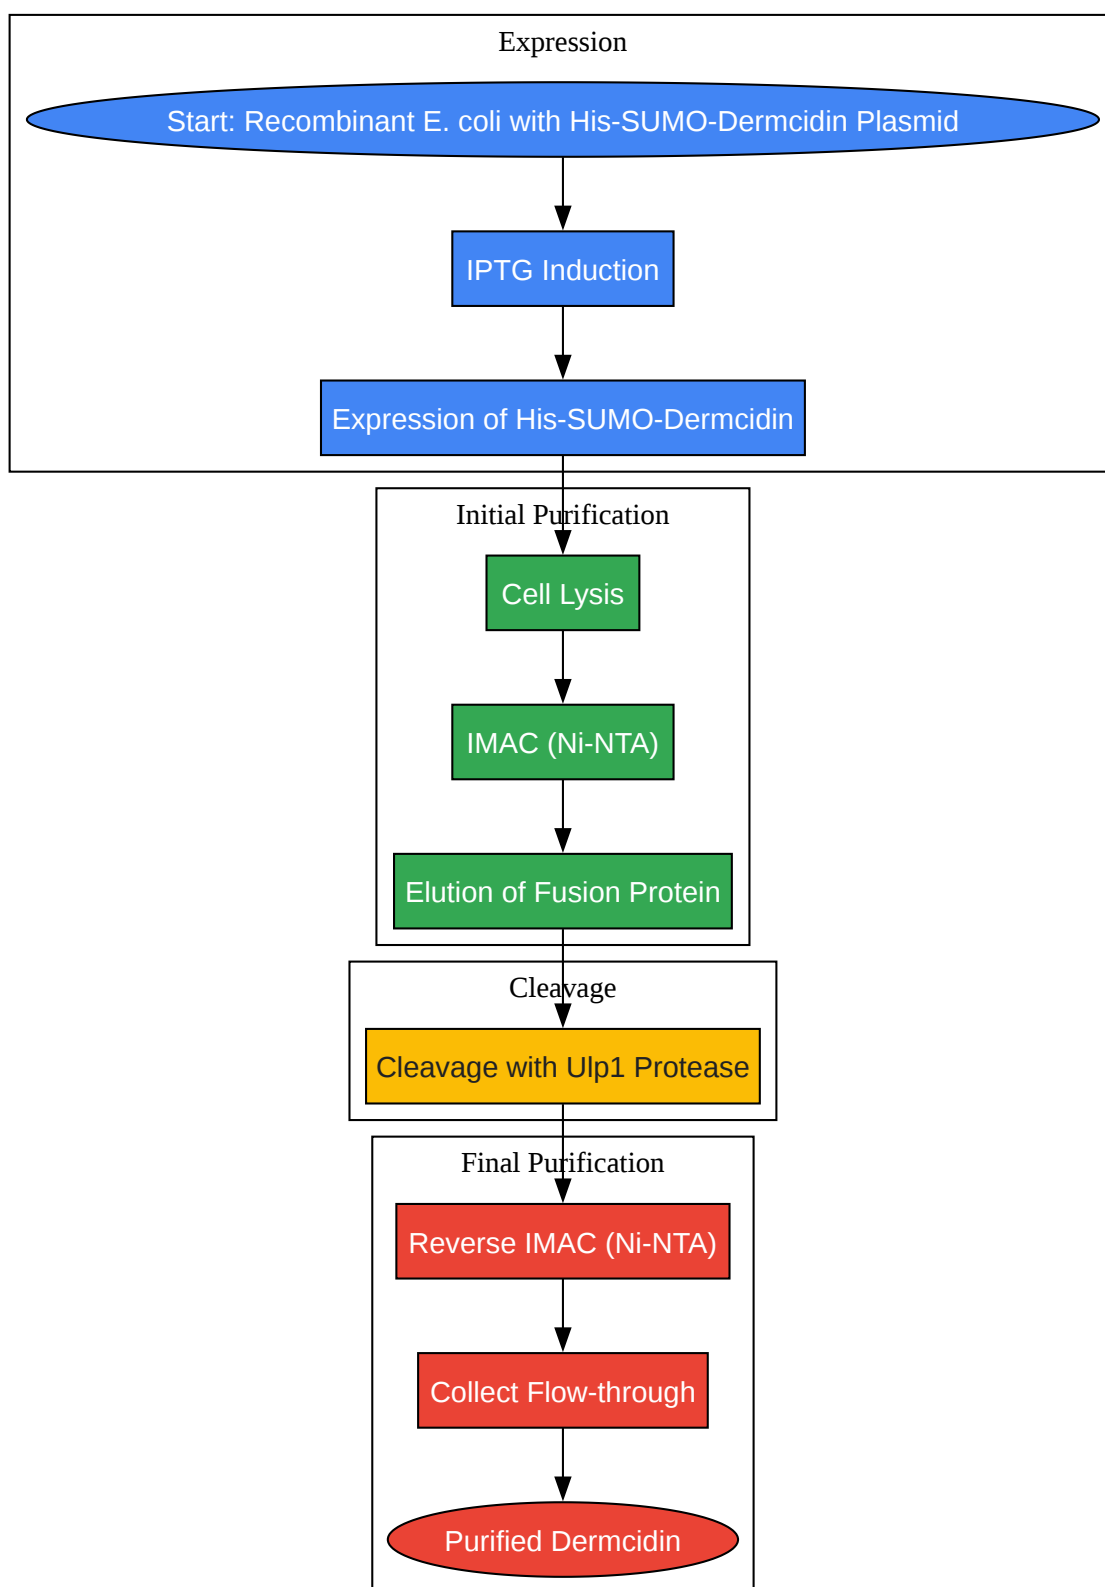 Expression
Start: Recombinant E. coli with His-SUMO-Dermcidin Plasmid
IPTG Induction
Expression of His-SUMO-Dermcidin
Initial Purification
Cell Lysis
IMAC (Ni-NTA)
Elution of Fusion Protein
Cleavage
Cleavage with Ulp1 Protease
Final Purification
Reverse IMAC (Ni-NTA)
Collect Flow-through
Purified Dermcidin